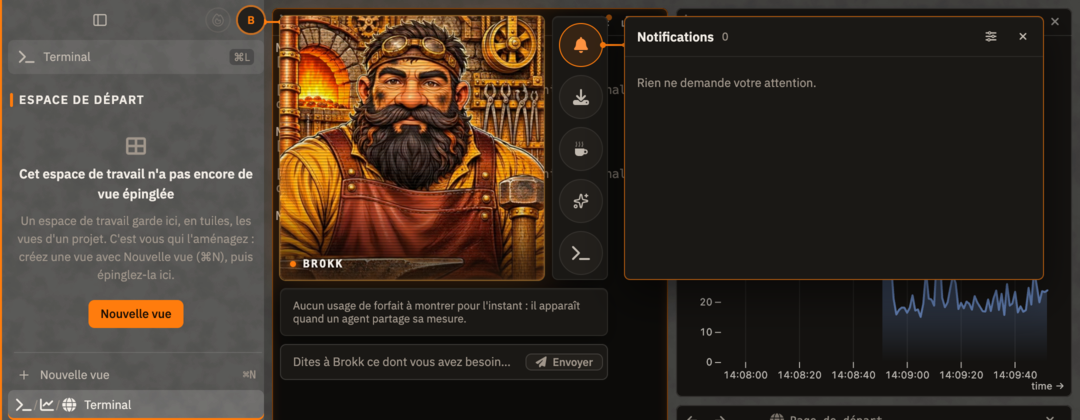 B
Terminal
⌘L
ESPACE DE DÉPART
Cet espace de travail n'a pas encore de
vue épinglée
Un espace de travail garde ici, en tuiles, les
vues d'un projet. C'est vous qui l'aménagez :
créez une vue avec Nouvelle vue (⌘N), puis
épinglez-la ici.
Nouvelle vue
Nouvelle vue
⌘N
Terminal
BROKK
Aucun usage de forfait à montrer pour l'instant : il apparaît
quand un agent partage sa mesure.
Dites à Brokk ce dont vous avez besoin...
Envoyer
Notifications 0
Rien ne demande votre attention.
20
10
0
14:08:00 14:08:20 14:08:40 14:09:00 14:09:20 14:09:40
time →